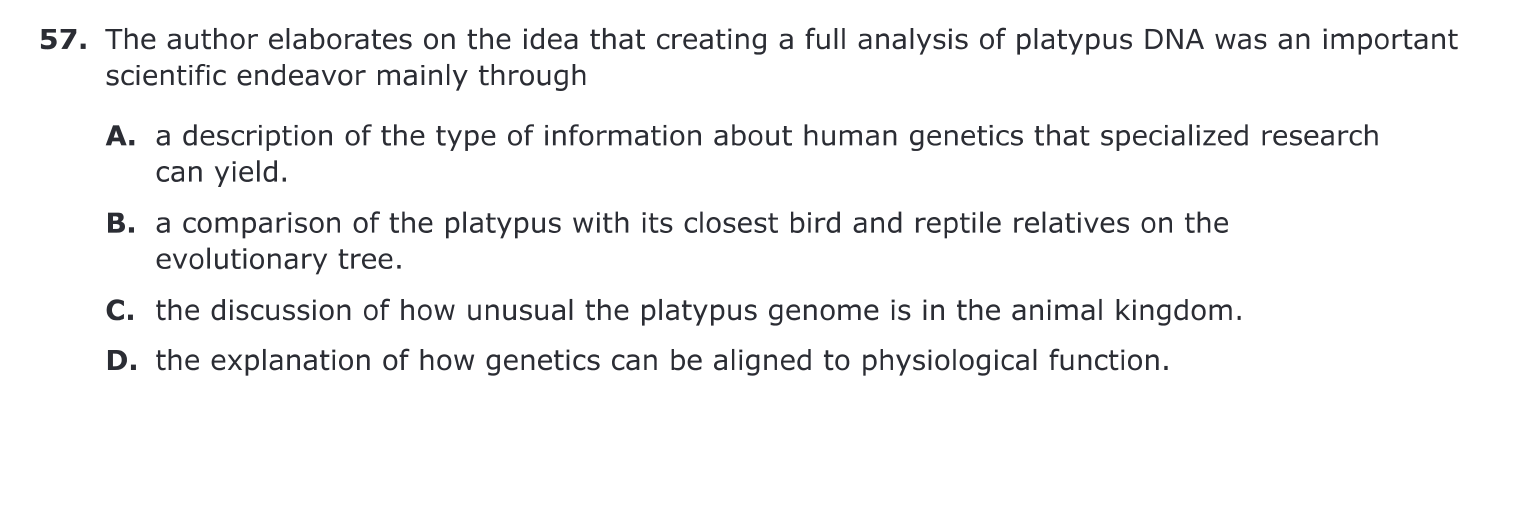 57. The author elaborates on the idea that creating a full analysis of platypus DNA was an important
scientific endeavor mainly through
A. a description of the type of information about human genetics that specialized research
can yield.
B. a comparison of the platypus with its closest bird and reptile relatives on the
evolutionary tree.
C. the discussion of how unusual the platypus genome is in the animal kingdom.
D. the explanation of how genetics can be aligned to physiological function.